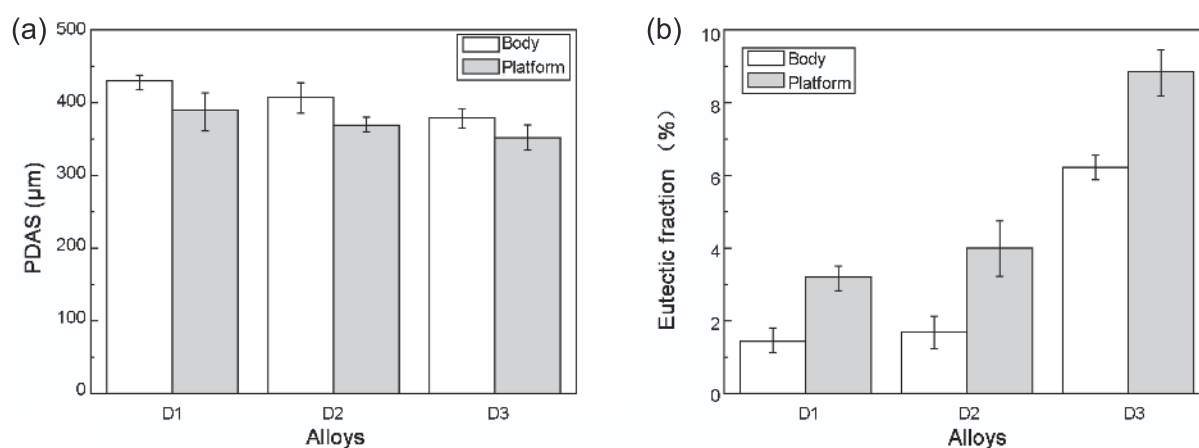 (a)
500
400
300
200
100
0
PDAS (μm)
Body
Platform
D1 D2 D3
Alloys
(b)
10
8
6
4
2
0
Eutectic fraction (%)
Body
Platform
D1 D2 D3
Alloys